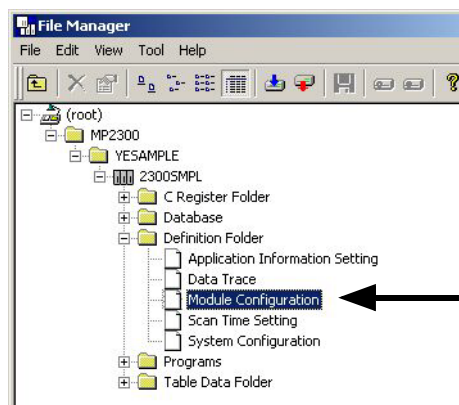 File Manager
File Edit View Tool Help
(root)
MP2300
YESAMPLE
2300SMPL
C Register Folder
Database
Definition Folder
Application Information Setting
Data Trace
Module Configuration
Scan Time Setting
System Configuration
Programs
Table Data Folder